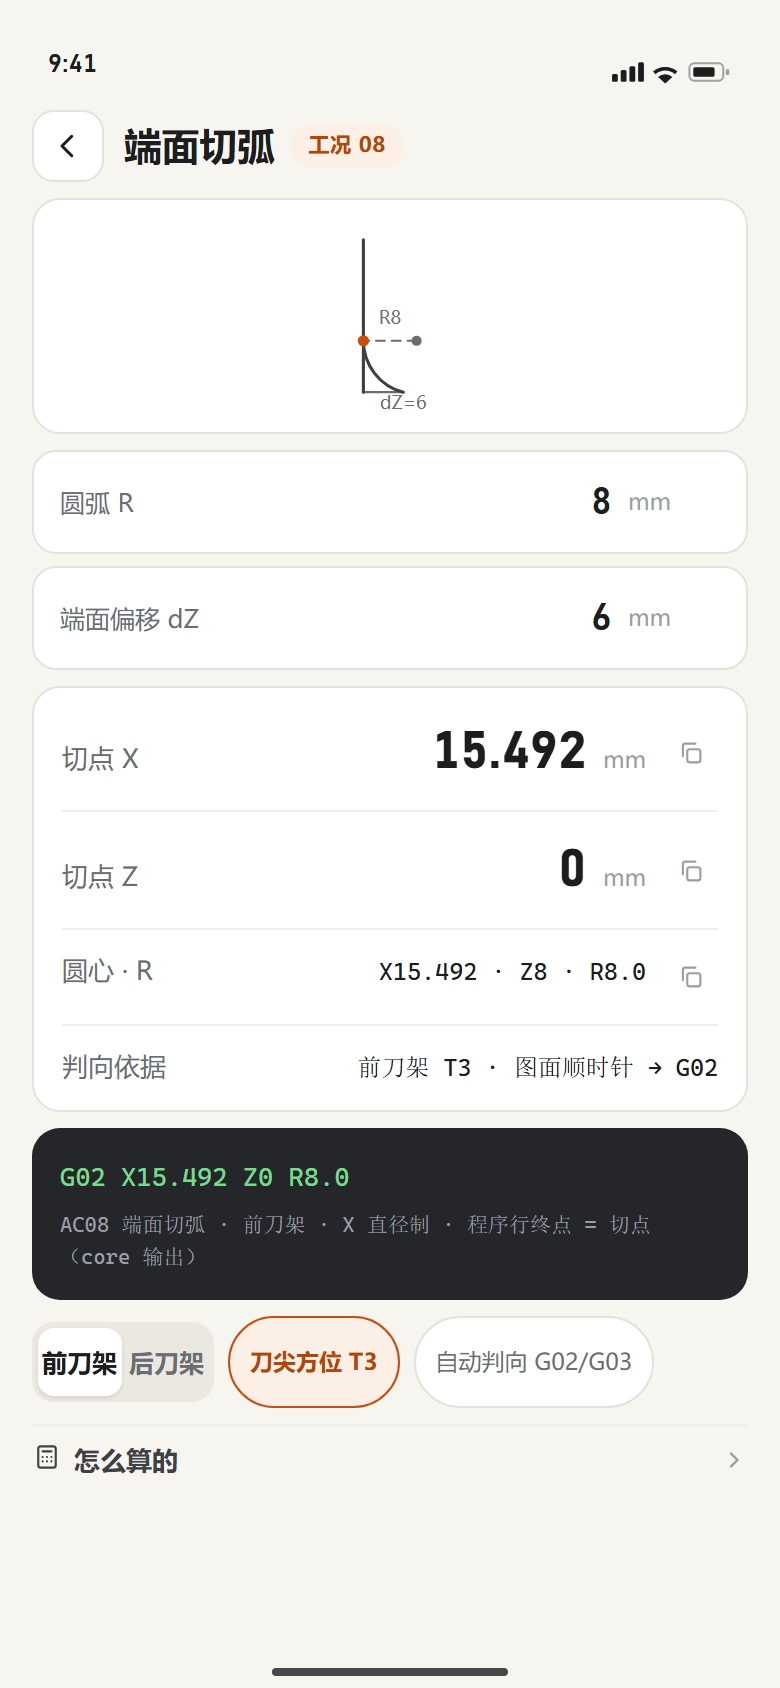 9:41
端面切弧 工况 08
R8
dZ=6
圆弧 R 8 mm
端面偏移 dZ 6 mm
切点 X 15.492 mm
切点 Z 0 mm
圆心 · R X15.492 · Z8 · R8.0
判向依据 前刀架 T3 · 图面顺时针 → G02
G02 X15.492 Z0 R8.0
AC08 端面切弧 · 前刀架 · X 直径制 · 程序行终点 = 切点
（core 输出）
前刀架 后刀架 刀尖方位 T3 自动判向 G02/G03
怎么算的